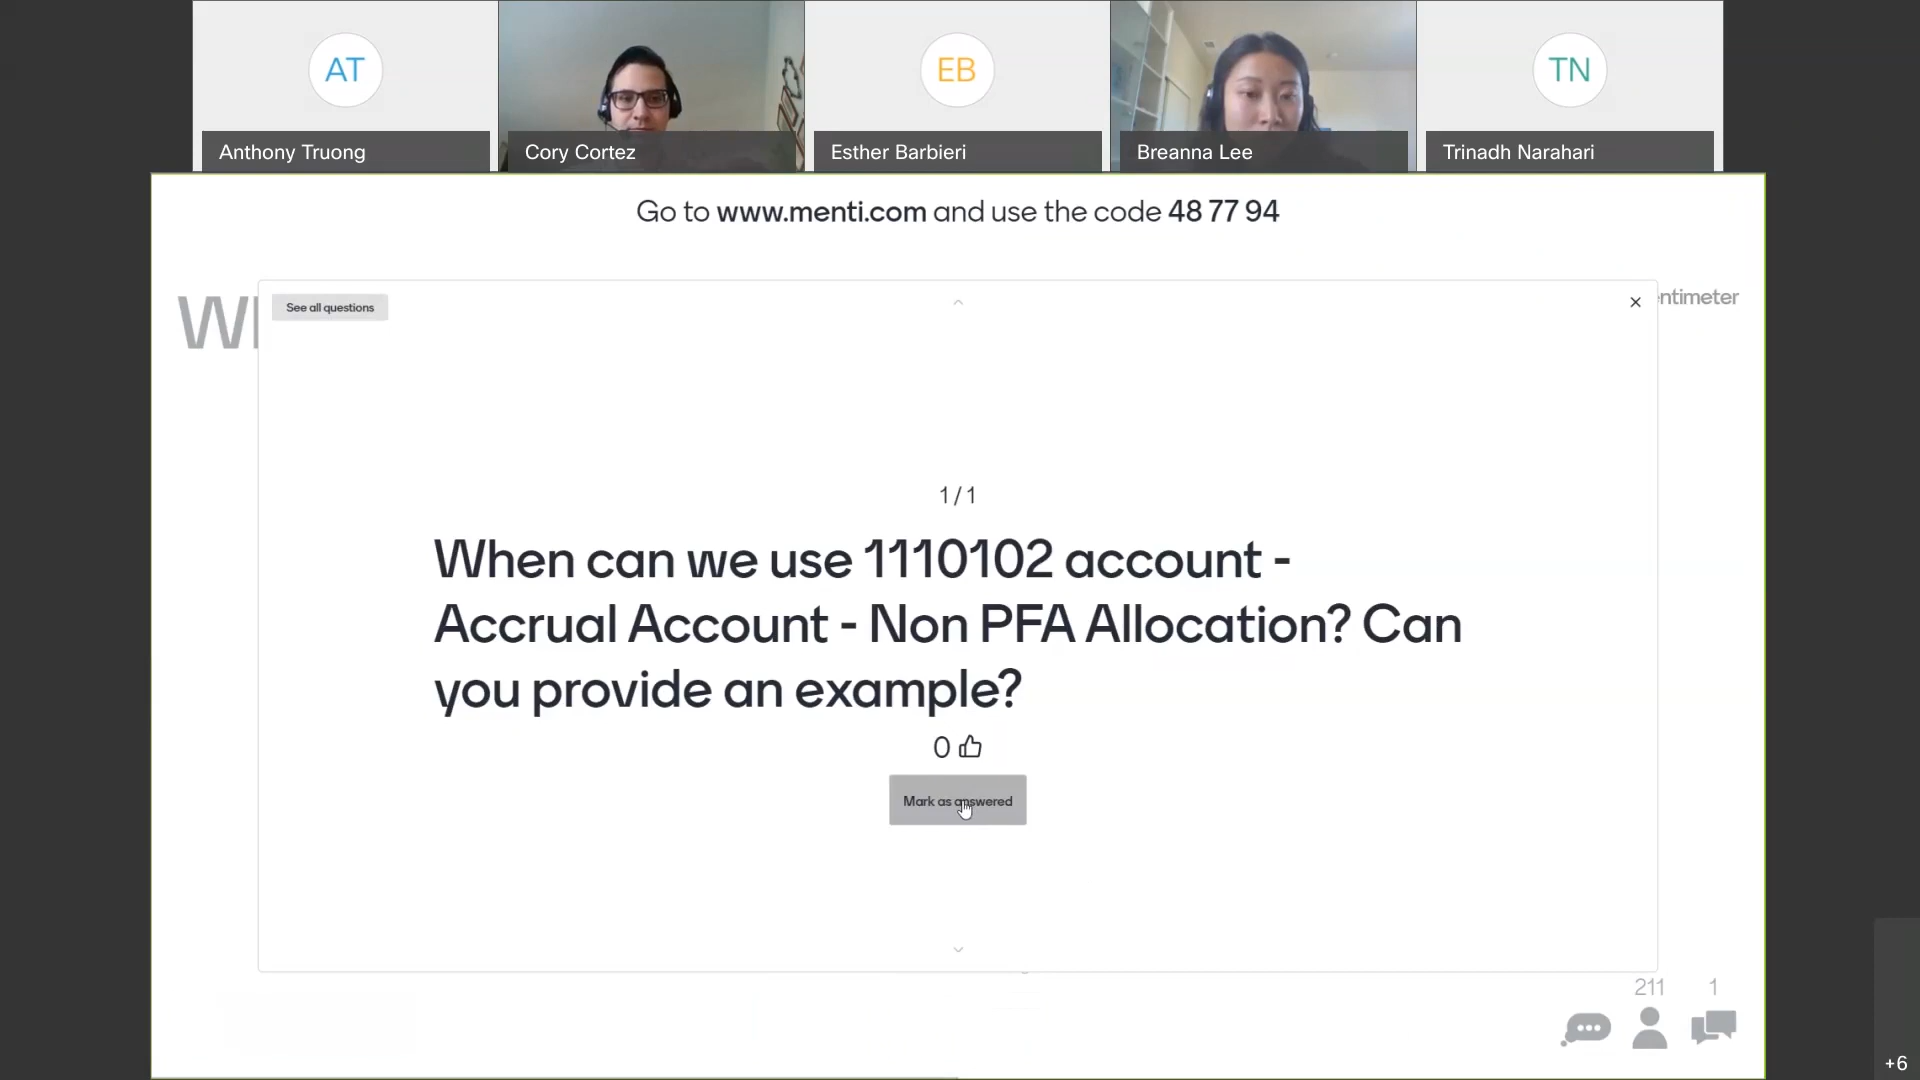 AT
EB
TN
Anthony Truong
Cory Cortez
Esther Barbieri
Breanna Lee
Trinadh Narahari
Go to www.menti.com and use the code 48 77 94
See all questions
ntimeter
1 / 1
When can we use 1110102 account -
Accrual Account - Non PFA Allocation? Can
you provide an example?
0
Mark as answered
211
1
+6